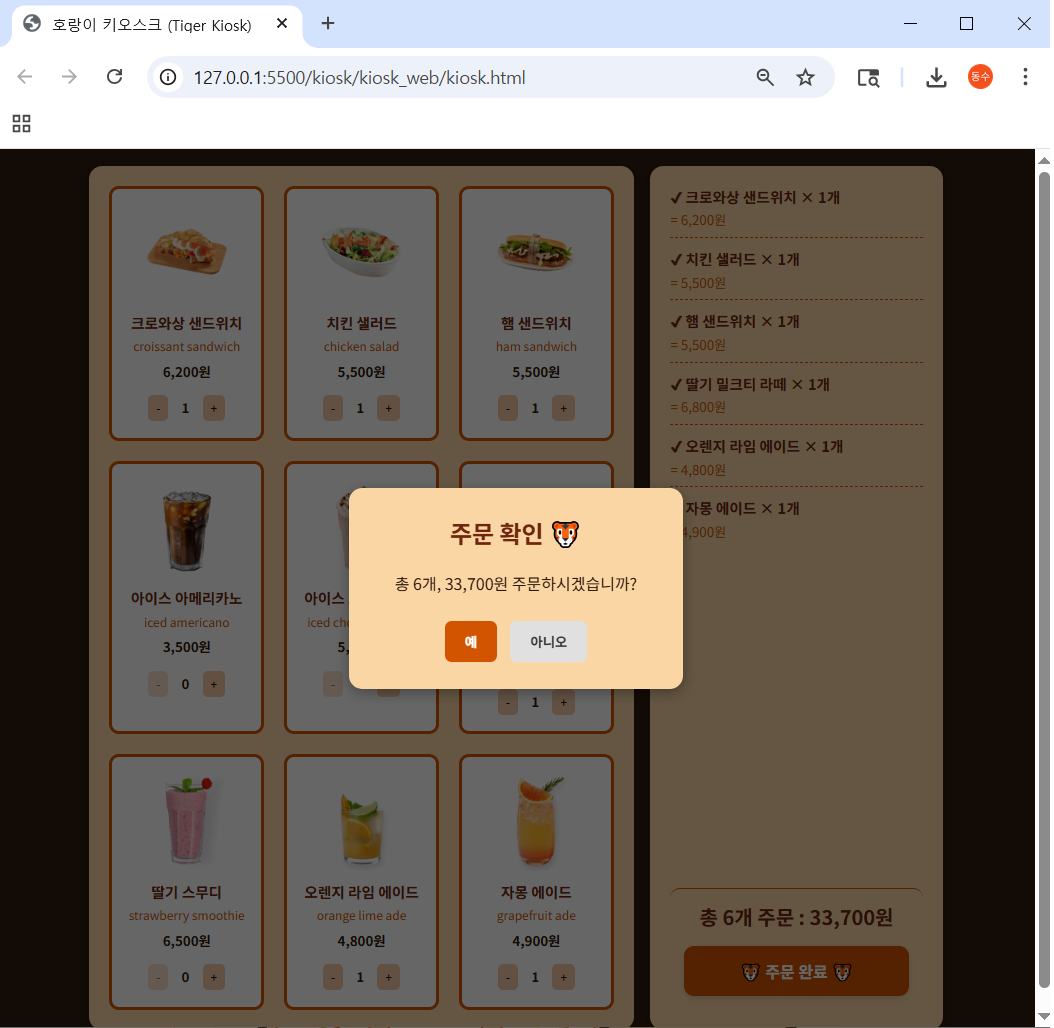 호랑이 키오스크 (Tiger Kiosk)
127.0.0.1:5500/kiosk/kiosk_web/kiosk.html
동수
크로와상 샌드위치
croissant sandwich
6,200원
- 1 +
치킨 샐러드
chicken salad
5,500원
- 1 +
햄 샌드위치
ham sandwich
5,500원
- 1 +
아이스 아메리카노
iced americano
3,500원
- 0 +
아이스
iced
5,
-
- 1 +
딸기 스무디
strawberry smoothie
6,500원
- 0 +
오렌지 라임 에이드
orange lime ade
4,800원
- 1 +
자몽 에이드
grapefruit ade
4,900원
- 1 +
✔ 크로와상 샌드위치 × 1개
= 6,200원
✔ 치킨 샐러드 × 1개
= 5,500원
✔ 햄 샌드위치 × 1개
= 5,500원
✔ 딸기 밀크티 라떼 × 1개
= 6,800원
✔ 오렌지 라임 에이드 × 1개
= 4,800원
자몽 에이드 × 1개
4,900원
총 6개 주문 : 33,700원
🐯 주문 완료 🐯
주문 확인 🐯
총 6개, 33,700원 주문하시겠습니까?
예
아니오